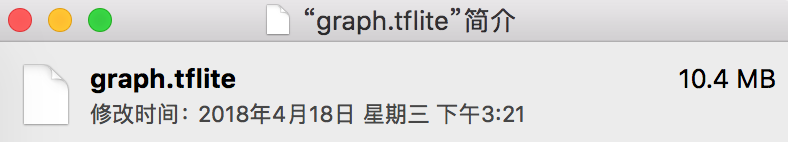 “graph.tflite”简介
graph.tflite 10.4 MB
修改时间：2018年4月18日 星期三 下午3:21